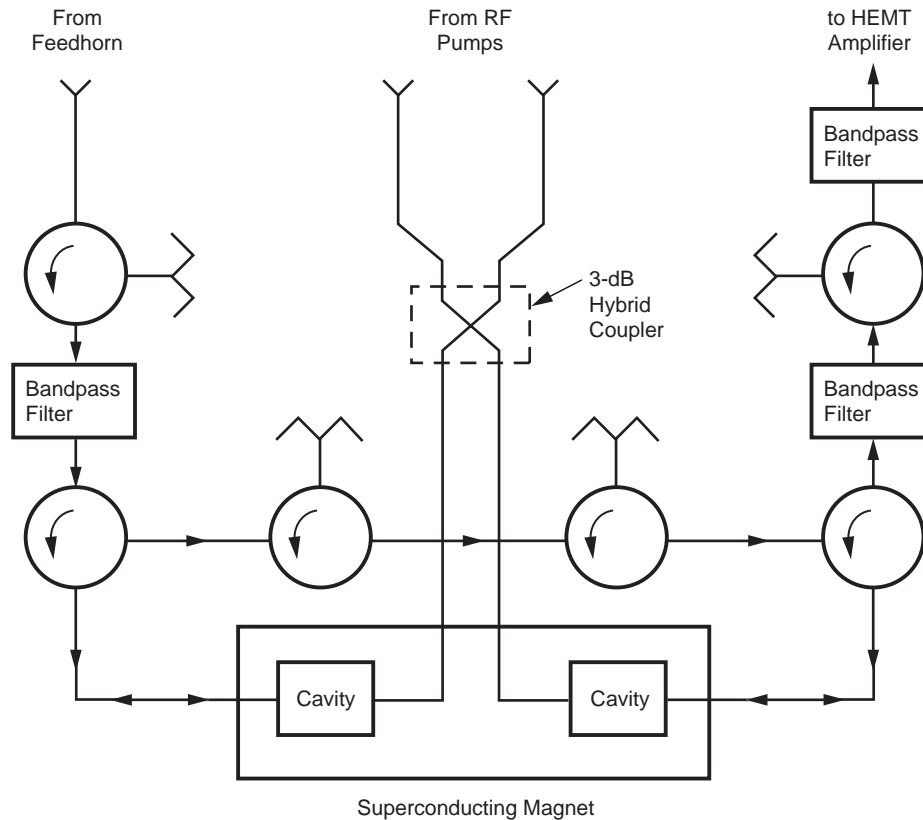 From
Feedhorn
From RF
Pumps
to HEMT
Amplifier
Bandpass
Filter
3-dB
Hybrid
Coupler
Bandpass
Filter
Bandpass
Filter
Cavity
Cavity
Superconducting Magnet